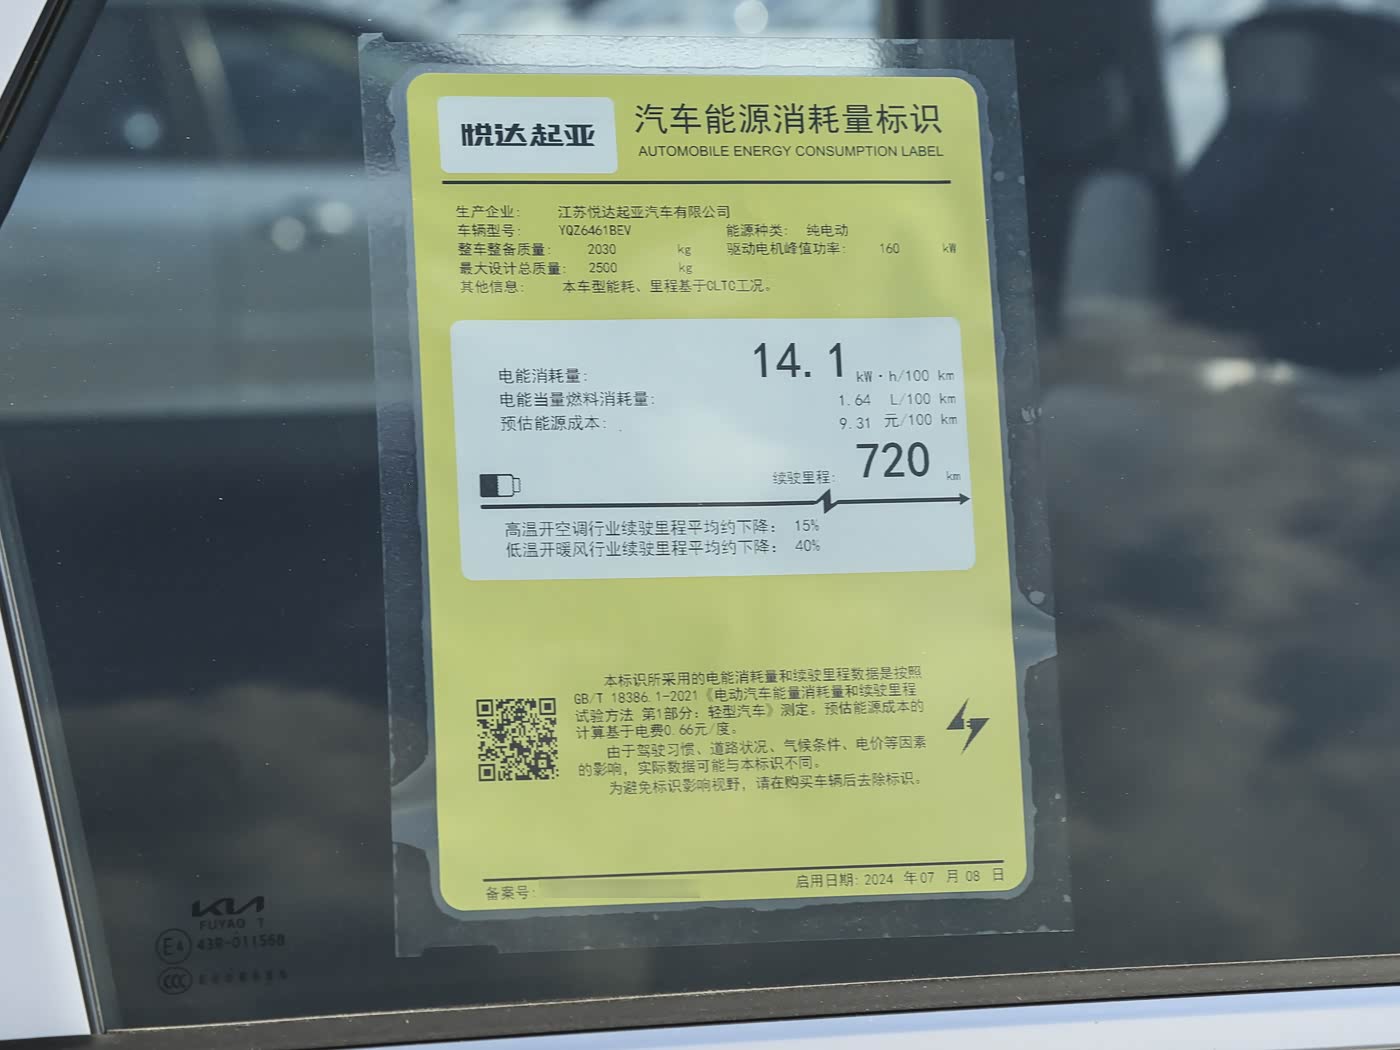 悦达起亚
汽车能源消耗量标识
AUTOMOBILE ENERGY CONSUMPTION LABEL
生产企业: 江苏悦达起亚汽车有限公司
车辆型号: YQZ6461BEV 能源种类: 纯电动
整车整备质量: 2030 kg 驱动电机峰值功率: 160 kW
最大设计总质量: 2500 kg
其他信息: 本车型能耗、里程基于CLTC工况。
电能消耗量: 14.1 kW·h/100 km
电能当量燃料消耗量: 1.64 L/100 km
预估能源成本: 9.31 元/100 km
续驶里程: 720 km
高温开空调行业续驶里程平均约下降: 15%
低温开暖风行业续驶里程平均约下降: 40%
本标识所采用的电能消耗量和续驶里程数据是按照
GB/T 18386.1-2021《电动汽车能量消耗量和续驶里程
试验方法 第1部分: 轻型汽车》测定。预估能源成本的
计算基于电费0.66元/度。
由于驾驶习惯、道路状况、气候条件、电价等因素
的影响, 实际数据可能与本标识不同。
为避免标识影响视野, 请在购买车辆后去除标识。
备案号: 启用日期: 2024 年07 月 08 日
KIA
FUYAO
E4 43R-011568
CCC